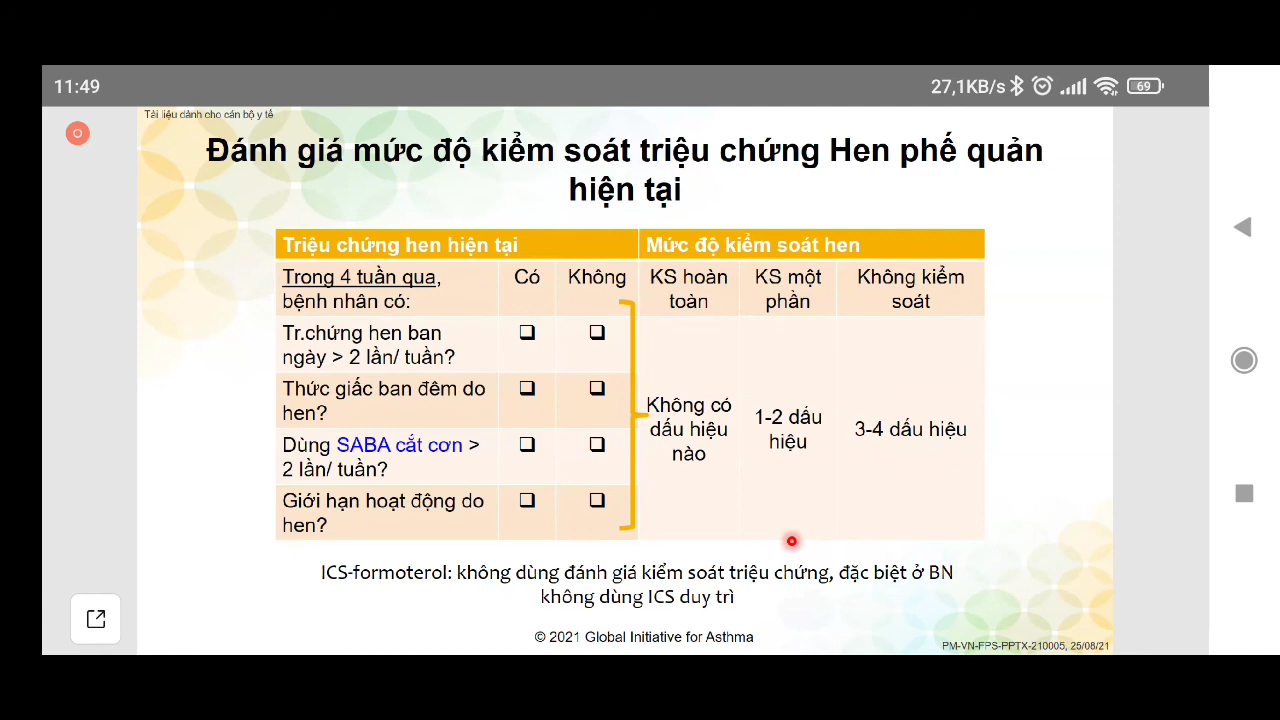 11:49
27,1KB/s
69
Tài liệu dành cho cán bộ y tế
Đánh giá mức độ kiểm soát triệu chứng Hen phế quản
hiện tại
Triệu chứng hen hiện tại
Mức độ kiểm soát hen
Trong 4 tuần qua,
bệnh nhân có:
Có
Không
KS hoàn
toàn
KS một
phần
Không kiểm
soát
Tr.chứng hen ban
ngày > 2 lần/ tuần?
Thức giấc ban đêm do
hen?
Dùng SABA cắt cơn >
2 lần/ tuần?
Giới hạn hoạt động do
hen?
Không có
dấu hiệu
nào
1-2 dấu
hiệu
3-4 dấu hiệu
ICS-formoterol: không dùng đánh giá kiểm soát triệu chứng, đặc biệt ở BN
không dùng ICS duy trì
© 2021 Global Initiative for Asthma
PM-VN-FPS-PPTX-210005, 25/08/21